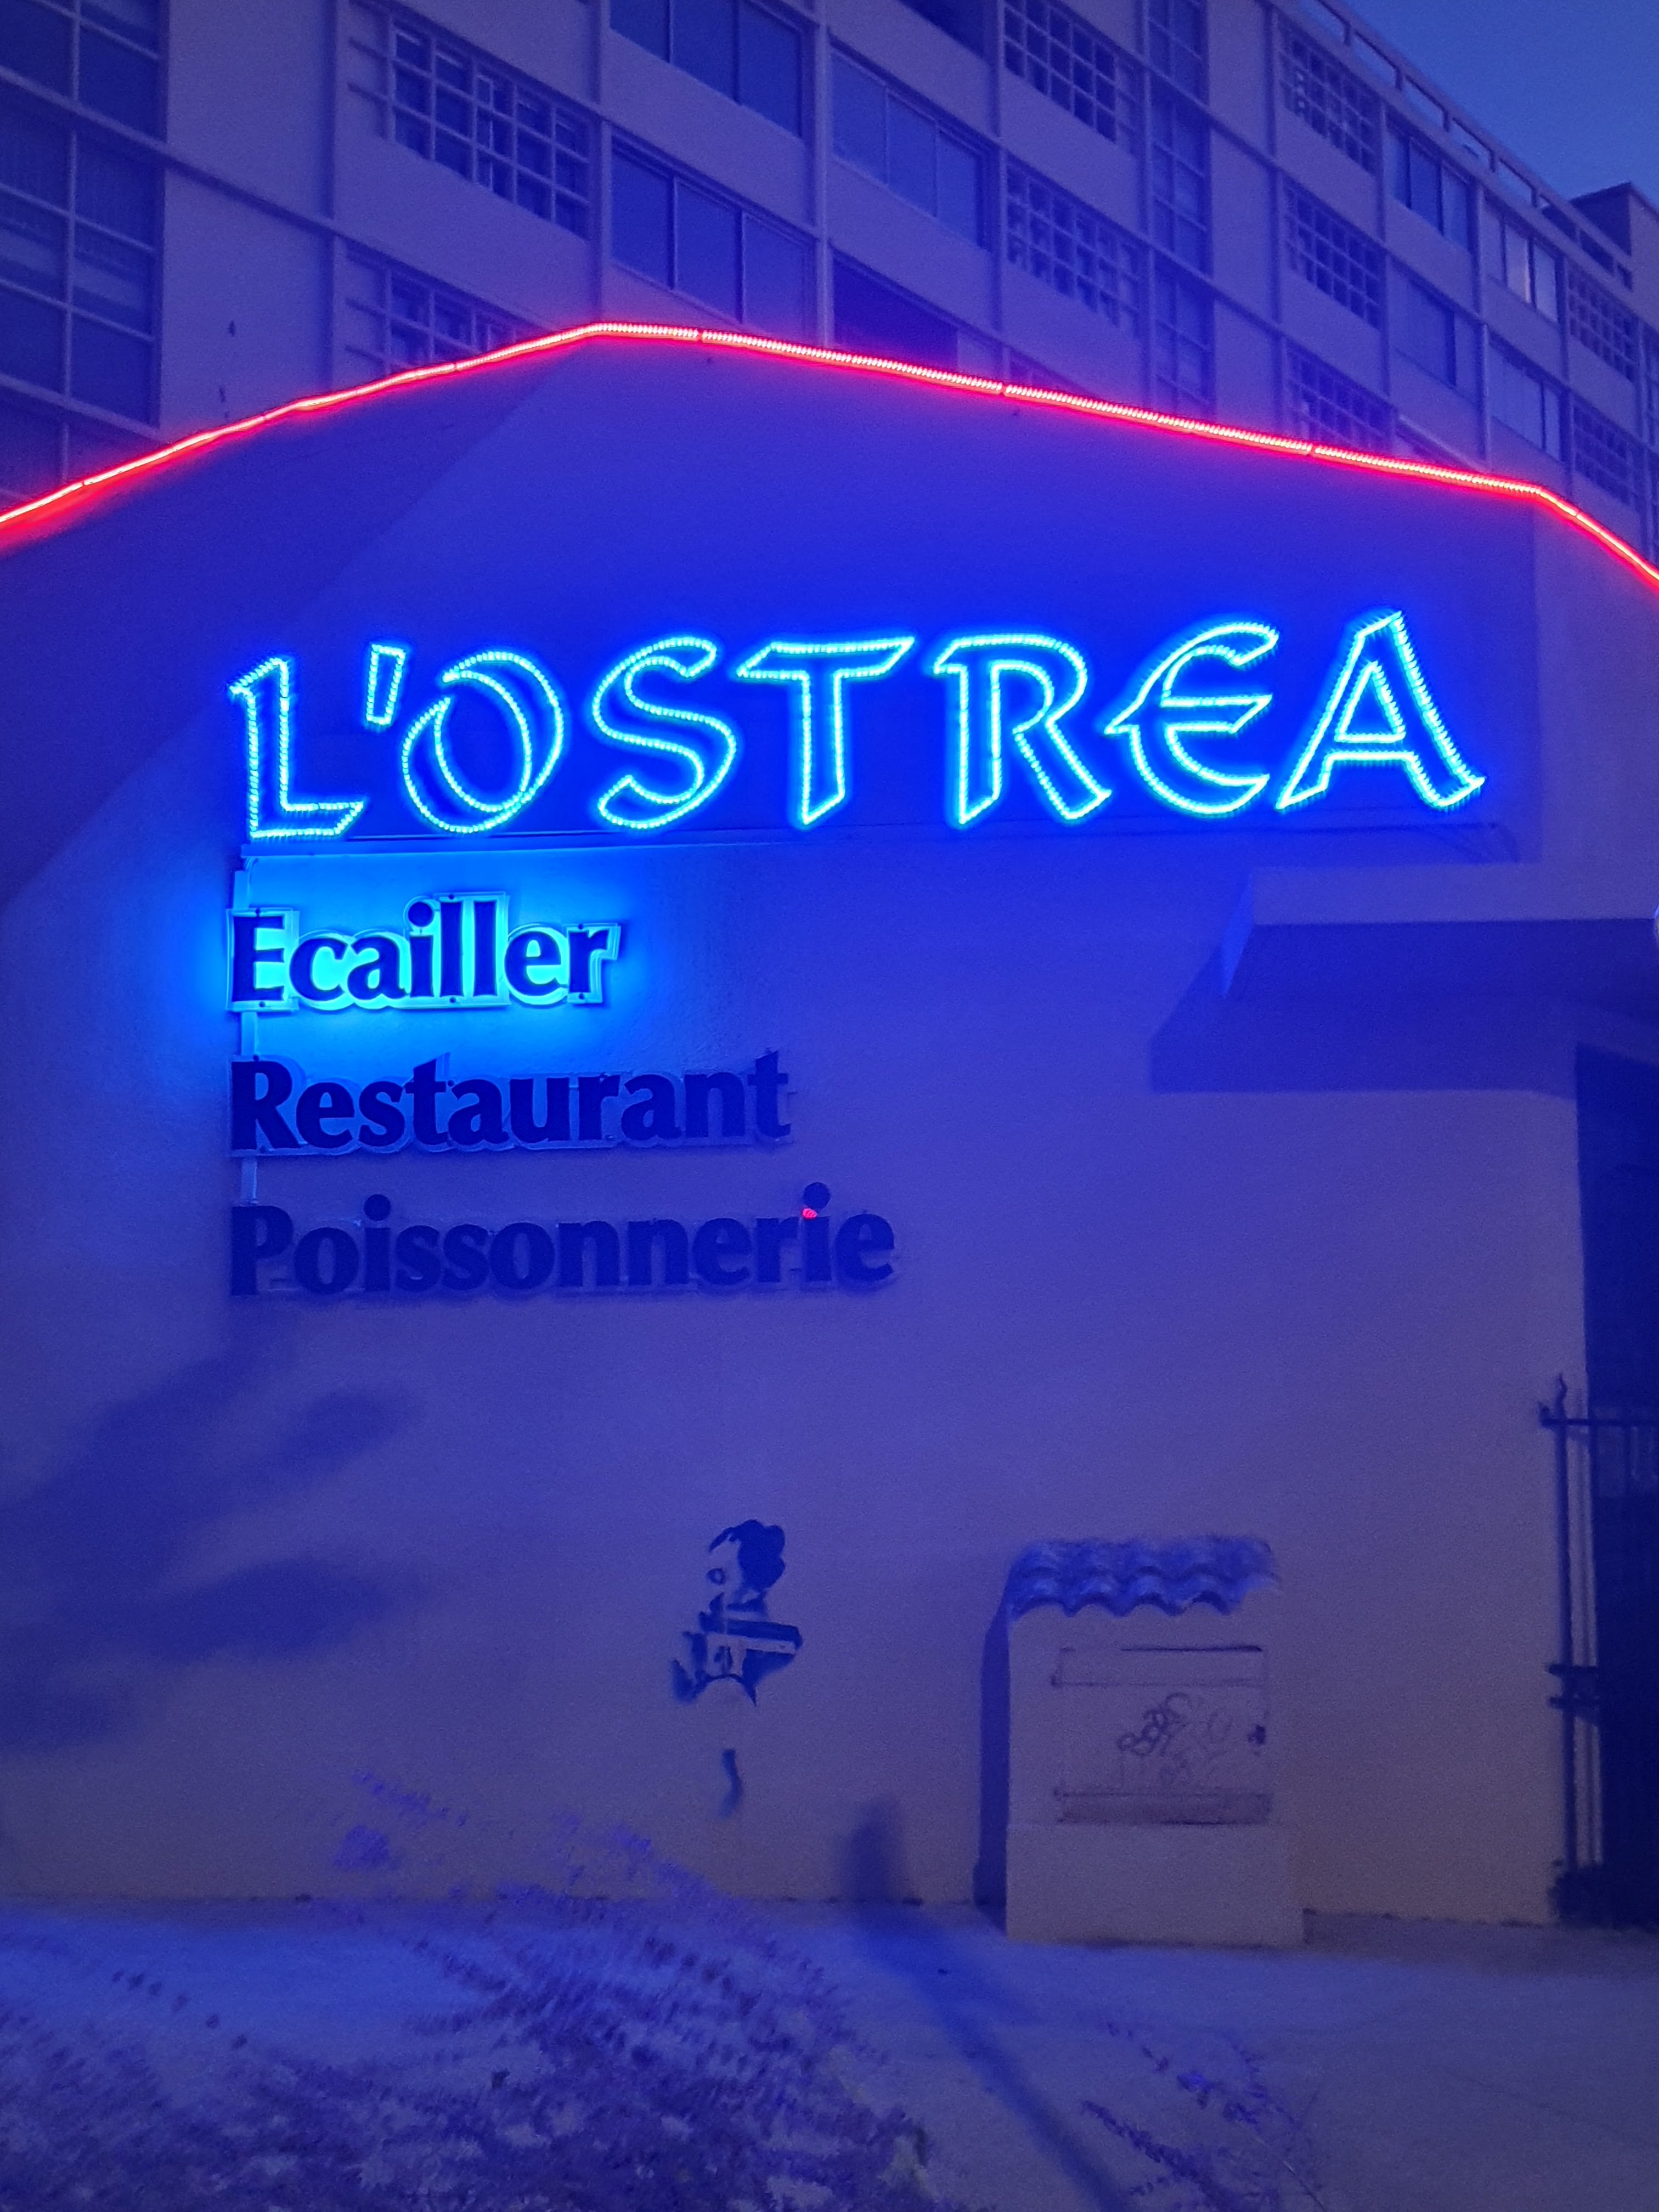 L'OSTREA
Ecailler
Restaurant
Poissonnerie